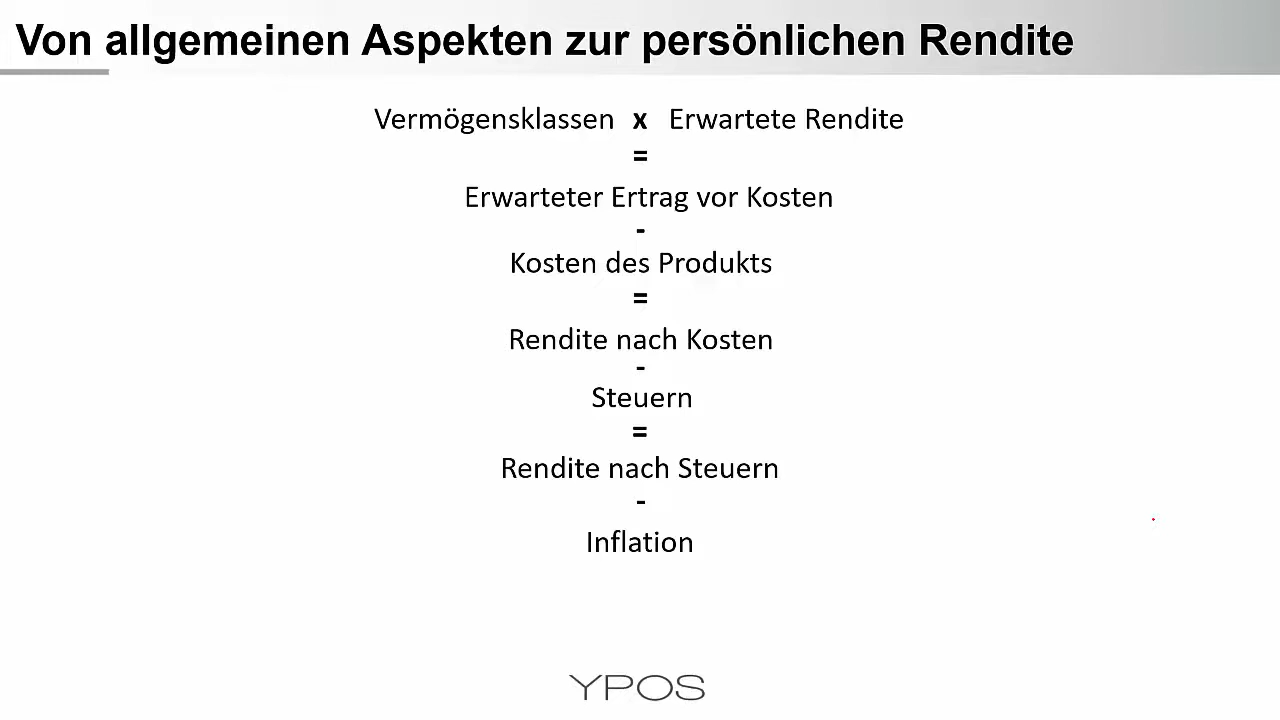 Von allgemeinen Aspekten zur persönlichen Rendite
Vermögensklassen x Erwartete Rendite
=
Erwarteter Ertrag vor Kosten
-
Kosten des Produkts
=
Rendite nach Kosten
-
Steuern
=
Rendite nach Steuern
-
Inflation
YPOS